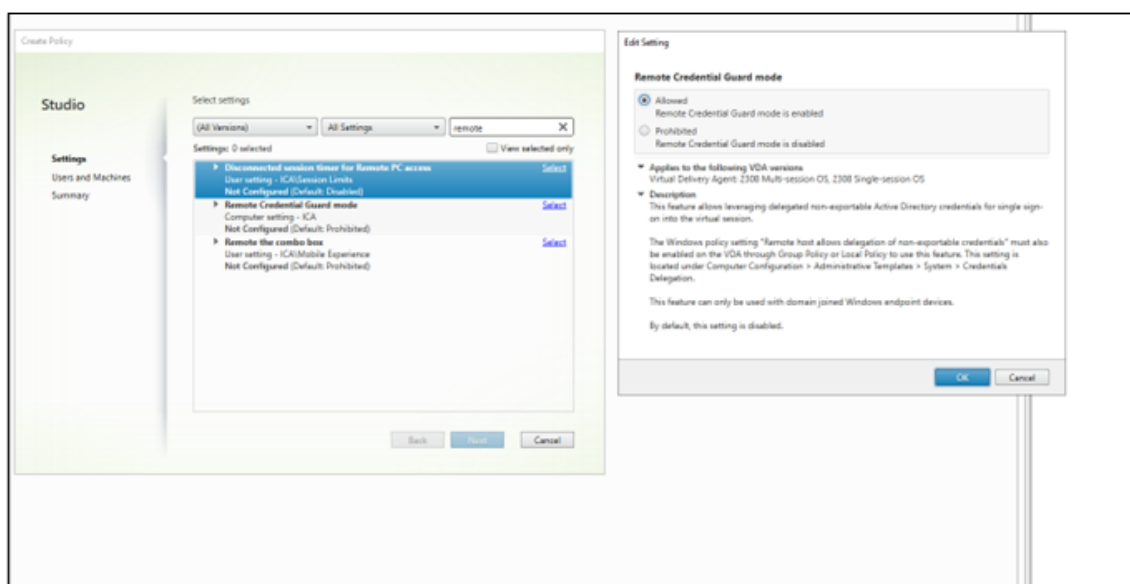 Create Policy
Studio
Settings
Users and Machines
Summary
Select settings
(All Versions)
All Settings
remote
Settings: 0 selected
View selected only
Disconnected session timer for Remote PC access
Select
User setting - ICA\Session Limits
Not Configured (Default: Disabled)
Remote Credential Guard mode
Select
Computer setting - ICA
Not Configured (Default: Prohibited)
Remote the combo box
Select
User setting - ICA\Mobile Experience
Not Configured (Default: Prohibited)
Back
Next
Cancel
Edit Setting
Remote Credential Guard mode
Allowed
Remote Credential Guard mode is enabled
Prohibited
Remote Credential Guard mode is disabled
Applies to the following VDA versions
Virtual Delivery Agent: 2308 Multi-session OS, 2308 Single-session OS
Description
This feature allows leveraging delegated non-exportable Active Directory credentials for single sign-
on into the virtual session.
The Windows policy setting "Remote host allows delegation of non-exportable credentials" must also
be enabled on the VDA through Group Policy or Local Policy to use this feature. This setting is
located under Computer Configuration > Administrative Templates > System > Credentials
Delegation.
This feature can only be used with domain joined Windows endpoint devices.
By default, this setting is disabled.
OK
Cancel